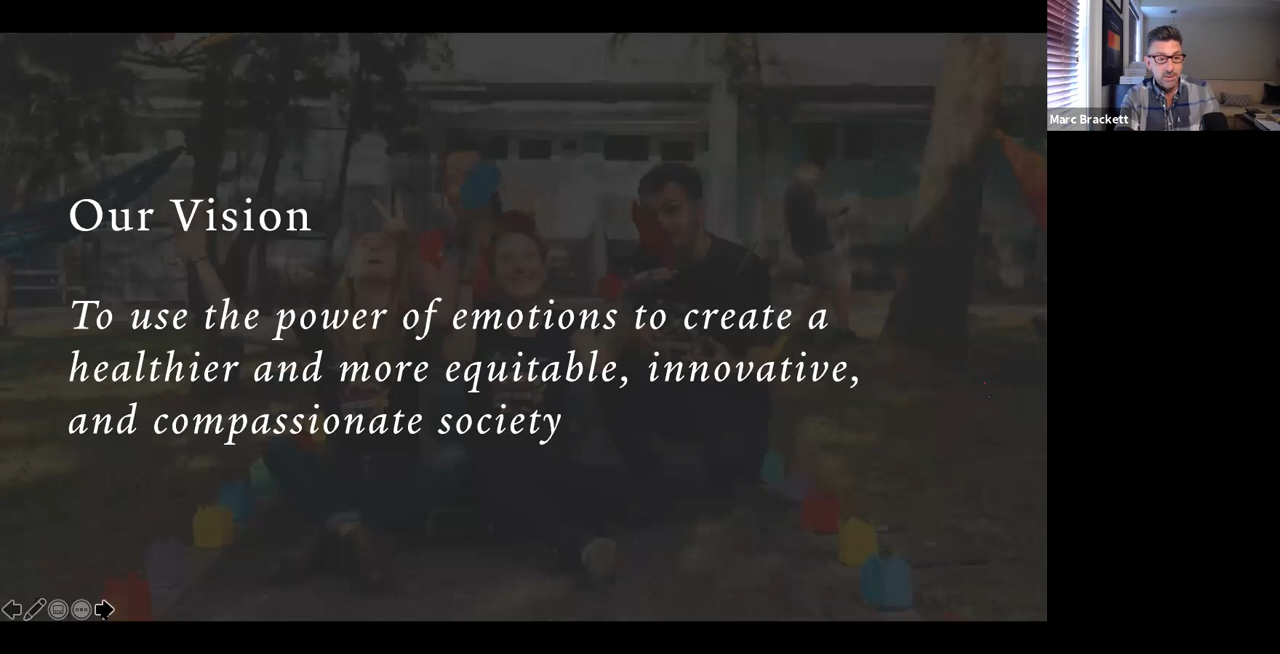 Our Vision
To use the power of emotions to create a
healthier and more equitable, innovative,
and compassionate society
Marc Brackett